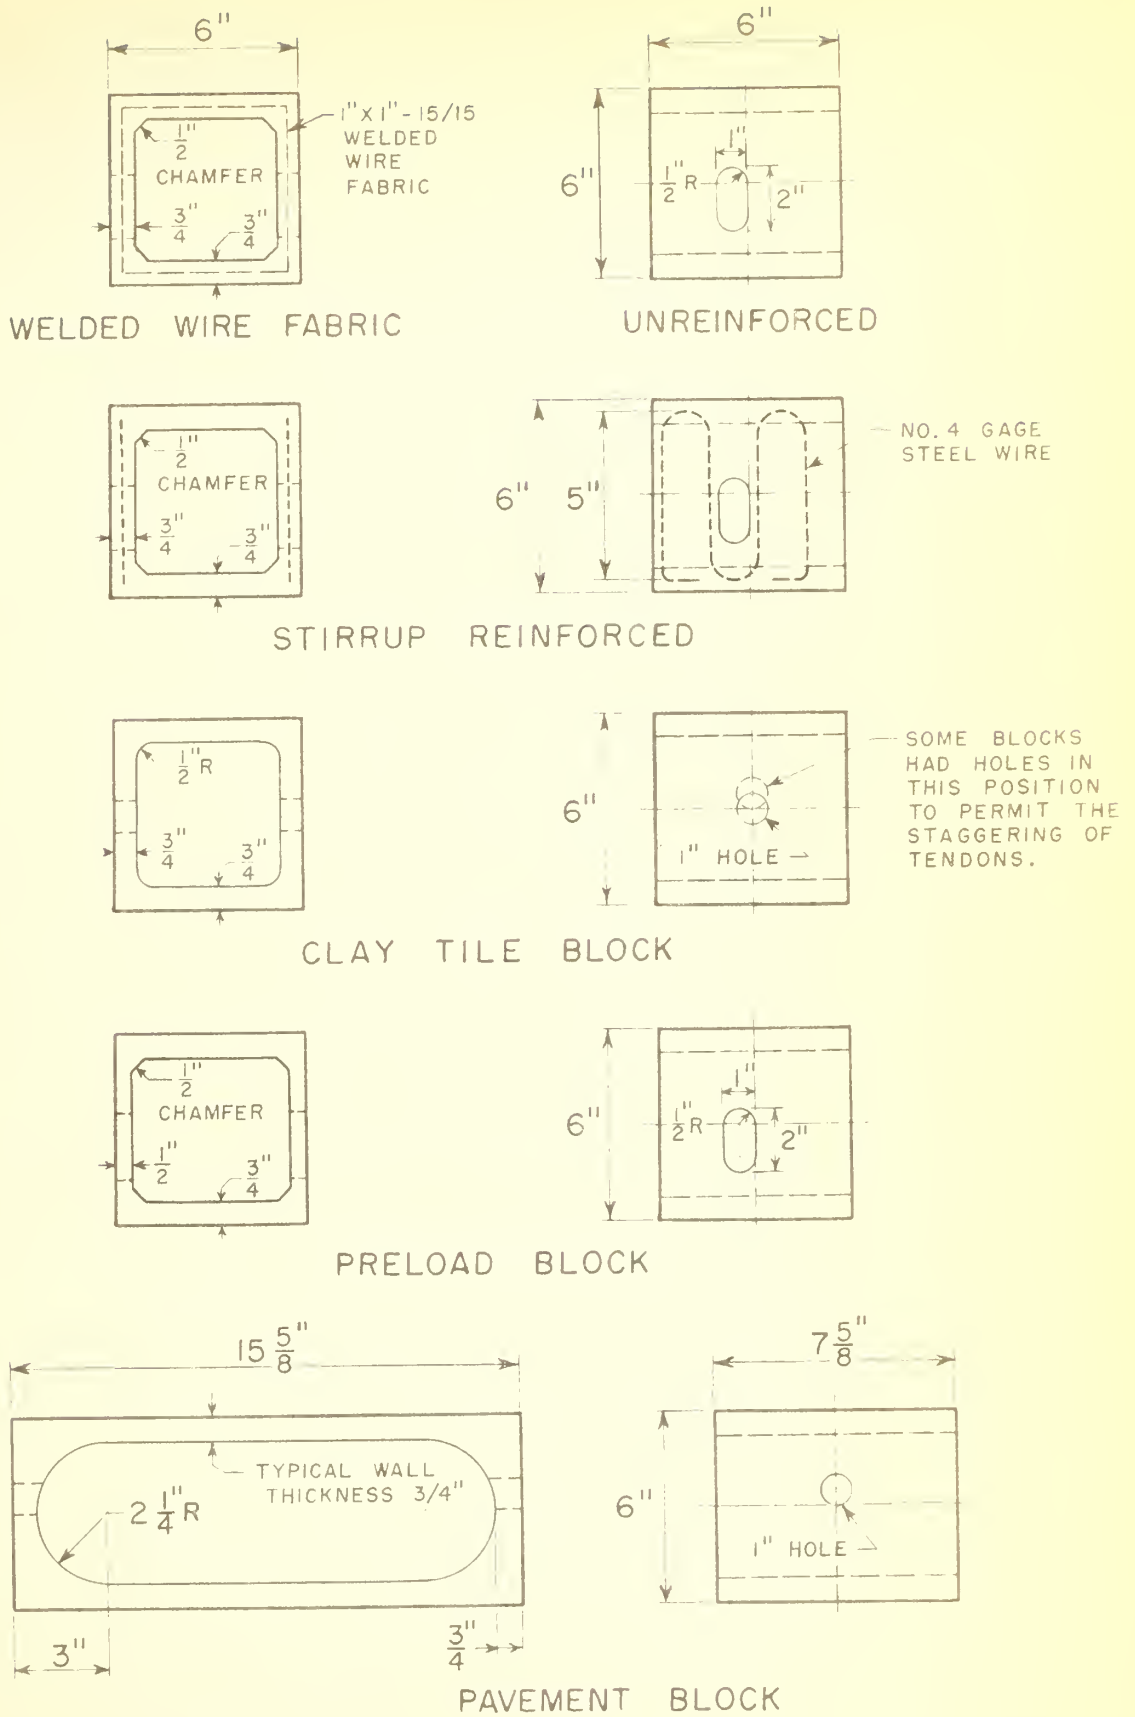 6"
6"
1" X 1" - 15/15
WELDED
WIRE
FABRIC
1/2"
CHAMFER
3/4"
3/4"
6"
1"
1/2" R
2"
WELDED WIRE FABRIC
UNREINFORCED
1/2"
CHAMFER
3/4"
3/4"
6"
5"
NO. 4 GAGE
STEEL WIRE
STIRRUP REINFORCED
1/2" R
3/4"
3/4"
6"
1" HOLE
SOME BLOCKS
HAD HOLES IN
THIS POSITION
TO PERMIT THE
STAGGERING OF
TENDONS.
CLAY TILE BLOCK
1/2"
CHAMFER
1/2"
3/4"
6"
1"
1/2" R
2"
PRELOAD BLOCK
15 5/8"
7 5/8"
TYPICAL WALL
THICKNESS 3/4"
2 1/4" R
3"
3/4"
6"
1" HOLE
PAVEMENT BLOCK